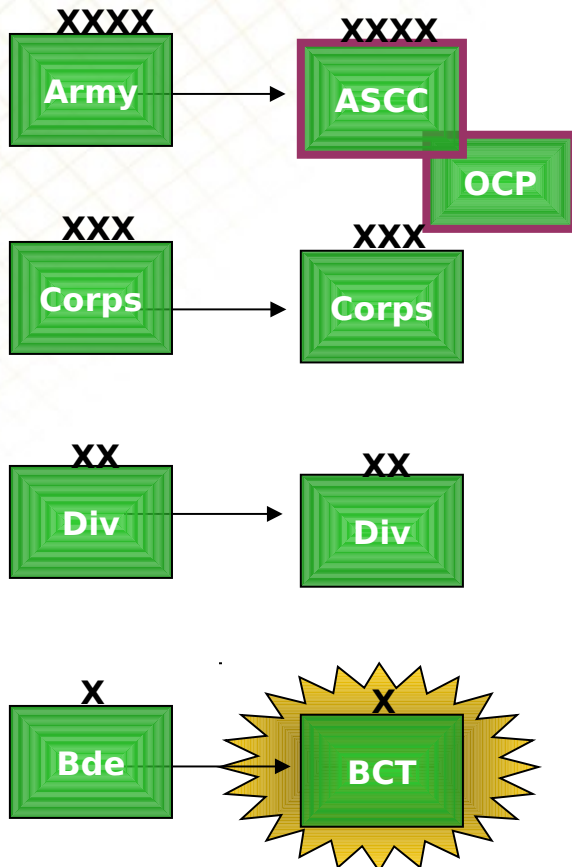 XXXX
Army
XXXX
ASCC
OCP
XXX
Corps
XXX
Corps
XX
Div
XX
Div
X
Bde
X
BCT